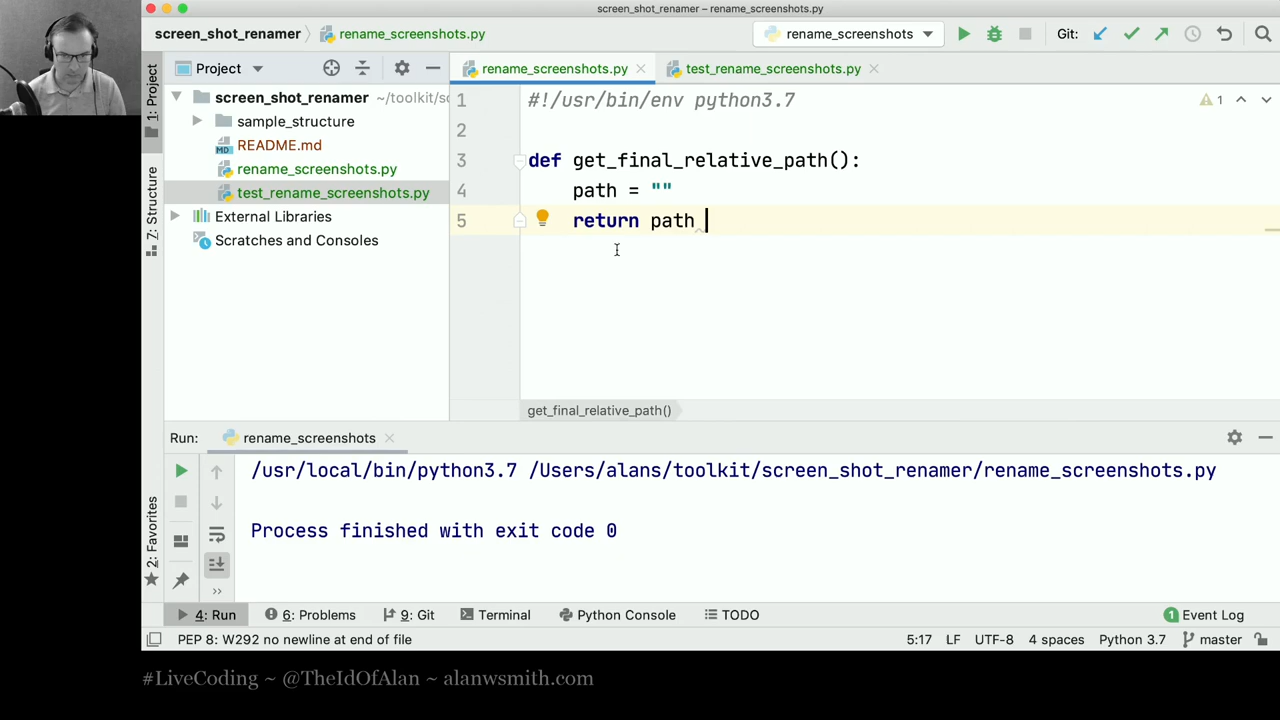 screen_shot_renamer – rename_screenshots.py
screen_shot_renamer
rename_screenshots.py
rename_screenshots
Git:
1: Project
Project
rename_screenshots.py
test_rename_screenshots.py
screen_shot_renamer ~/toolkit/sc
sample_structure
README.md
rename_screenshots.py
test_rename_screenshots.py
External Libraries
Scratches and Consoles
Z: Structure
2: Favorites
1 #!/usr/bin/env python3.7
1
2
3 def get_final_relative_path():
4 path = ""
5 return path
get_final_relative_path()
Run: rename_screenshots
/usr/local/bin/python3.7 /Users/alans/toolkit/screen_shot_renamer/rename_screenshots.py
Process finished with exit code 0
4: Run 6: Problems 9: Git Terminal Python Console TODO 1 Event Log
PEP 8: W292 no newline at end of file 5:17 LF UTF-8 4 spaces Python 3.7 master
#LiveCoding ~ @TheIdOfAlan ~ alanwsmith.com